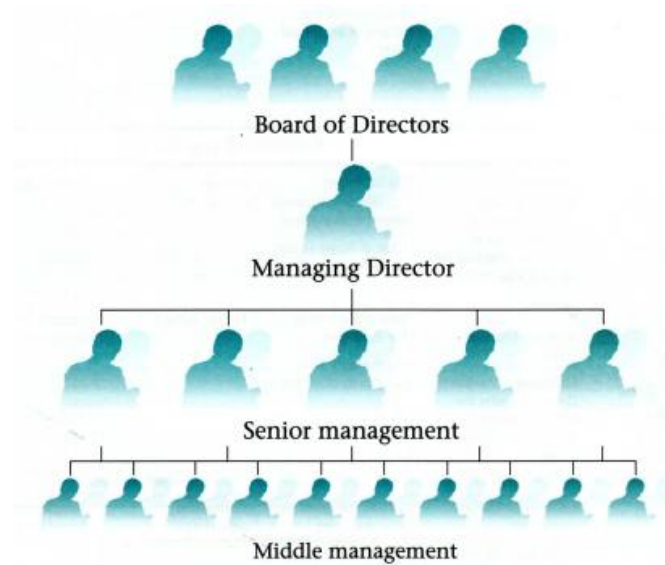 Board of Directors
Managing Director
Senior management
Middle management